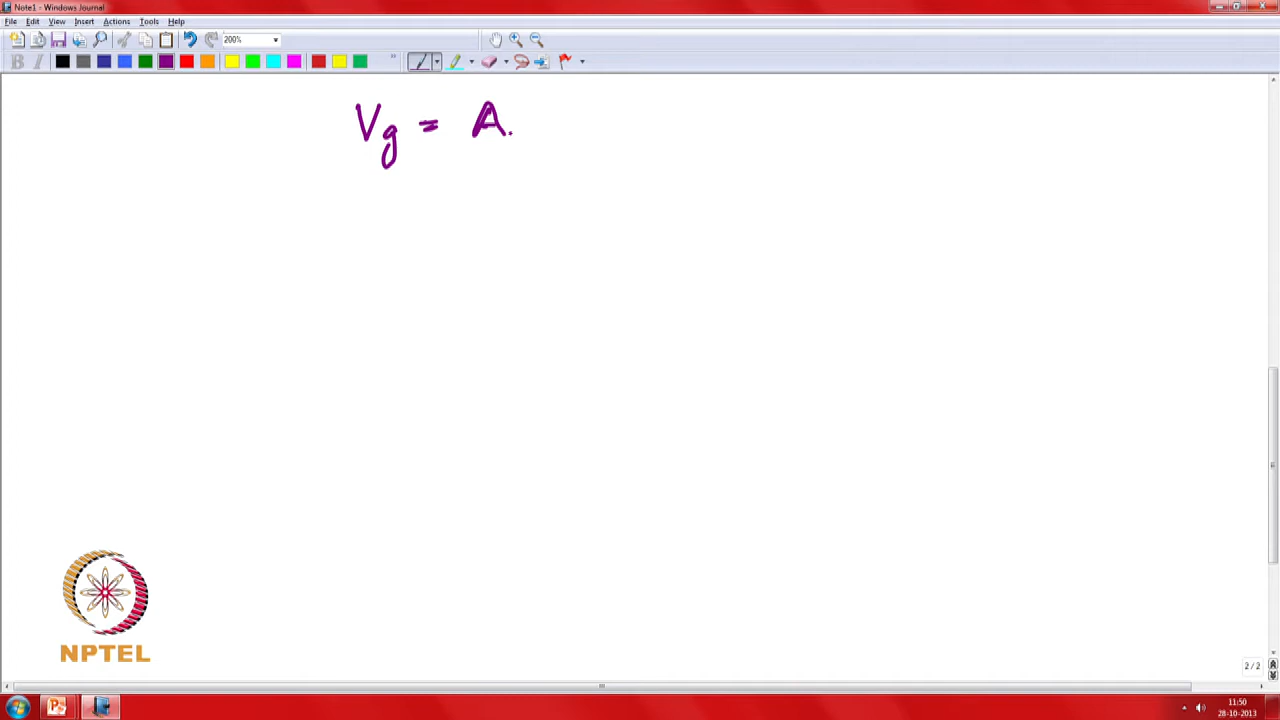 Note1 - Windows Journal
File Edit View Insert Actions Tools Help
200%
B I
Vg = A.
NPTEL
2 / 2
11:50
28-10-2013